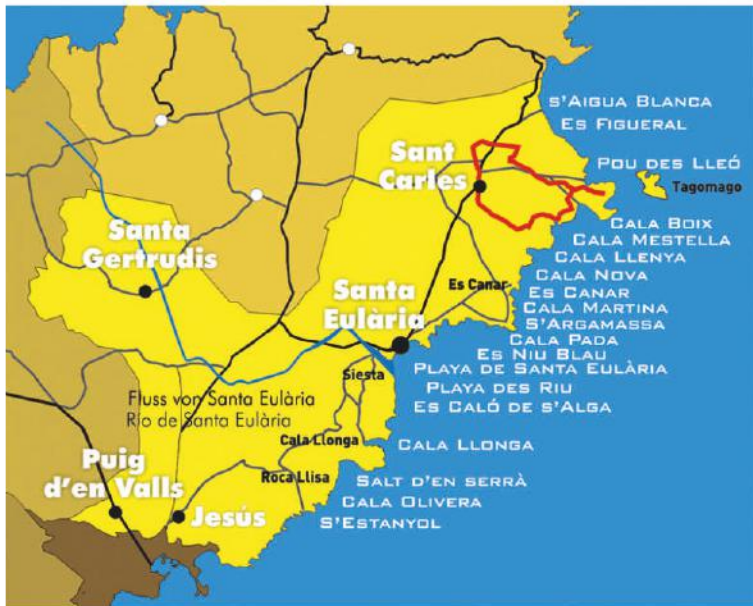 S'AIGUA BLANCA
ES FIGUERAL
Sant
Carles
POU DES LLEÓ
Tagomago
CALA BOIX
CALA MESTELLA
CALA LLENYA
CALA NOVA
Es Canar
ES CANAR
CALA MARTINA
S'ARGAMASSA
CALA PADA
ES NIU BLAU
PLAYA DE SANTA EULÀRIA
PLAYA DES RIU
ES CALÓ DE S'ALGA
Santa
Gertrudis
Santa
Eulària
Siesta
Fluss von Santa Eulària
Río de Santa Eulària
Cala Llonga
CALA LLONGA
Roca Llisa
SALT D'EN SERRÀ
CALA OLIVERA
S'ESTANYOL
Puig
d'en Valls
Jesús